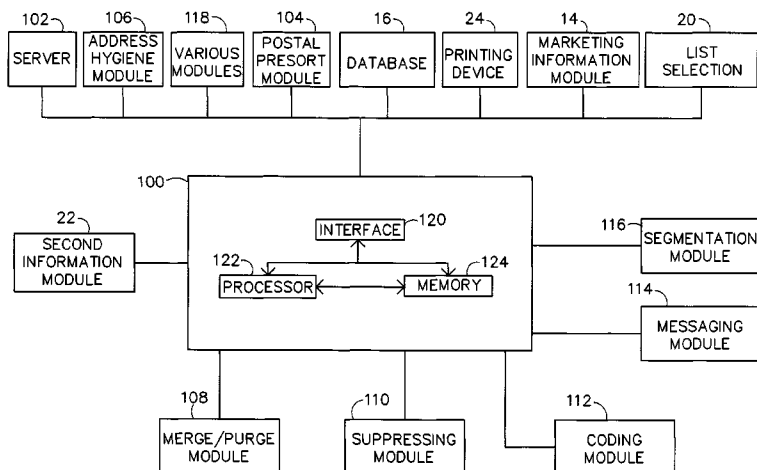 102
106
118
104
16
24
14
20
SERVER
ADDRESS
HYGIENE
MODULE
VARIOUS
MODULES
POSTAL
PRESORT
MODULE
DATABASE
PRINTING
DEVICE
MARKETING
INFORMATION
MODULE
LIST
SELECTION
100
22
SECOND
INFORMATION
MODULE
120
INTERFACE
122
PROCESSOR
124
MEMORY
116
SEGMENTATION
MODULE
114
MESSAGING
MODULE
108
MERGE/PURGE
MODULE
110
SUPPRESSING
MODULE
112
CODING
MODULE